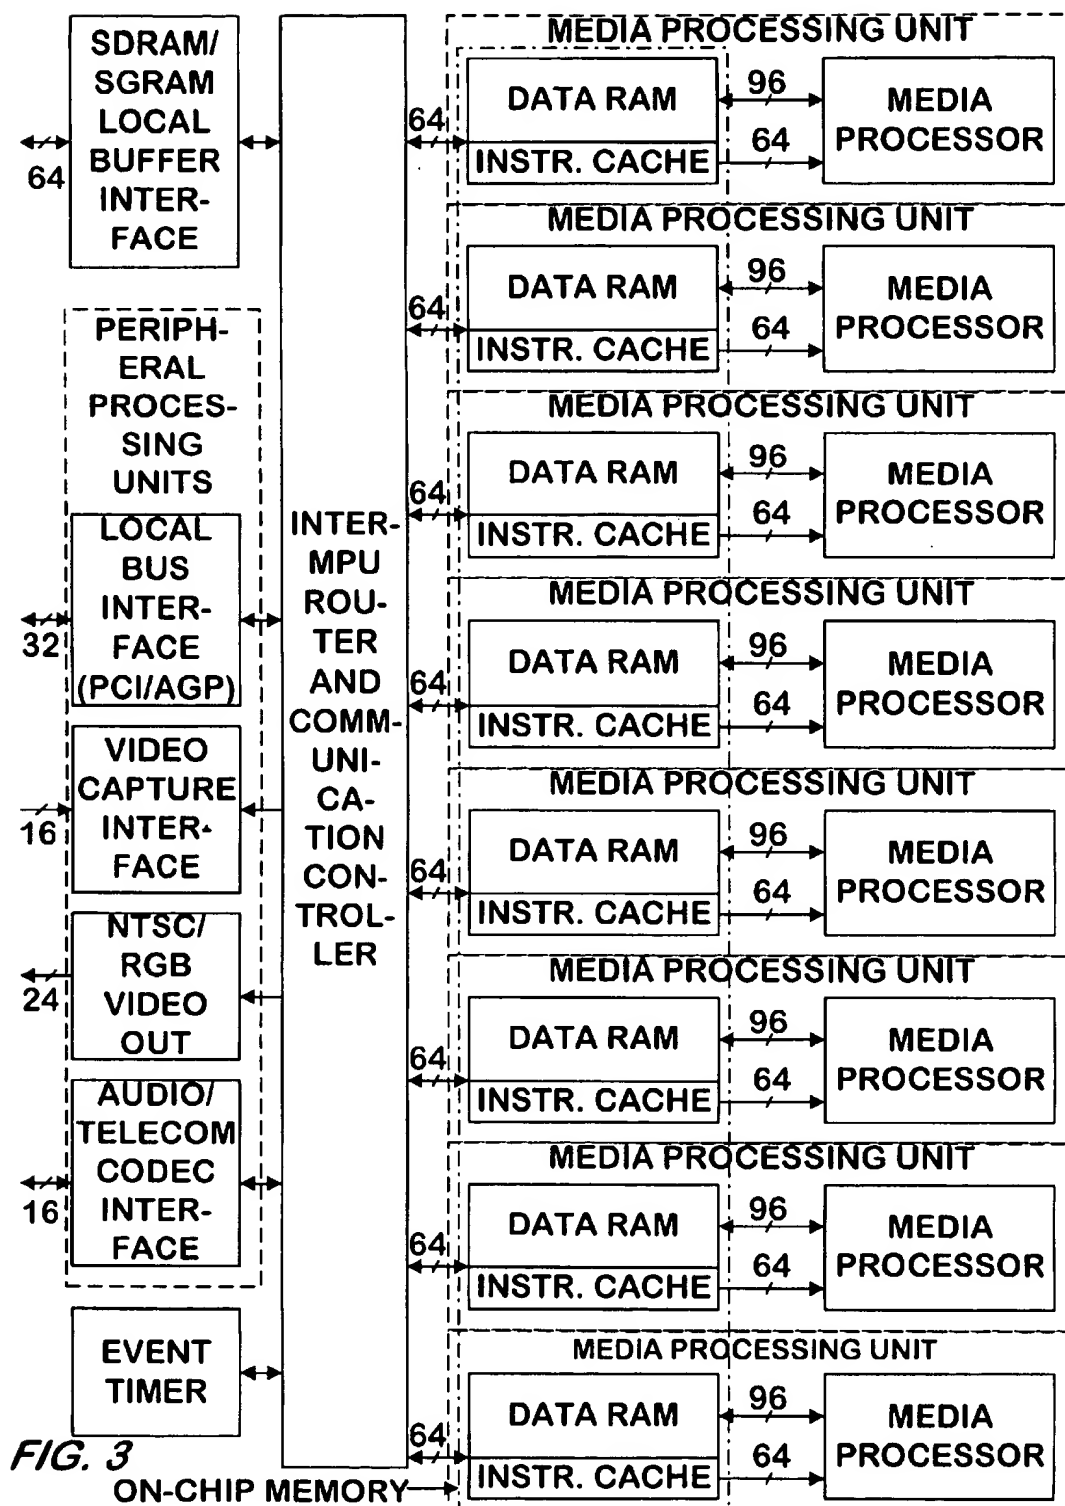 SDRAM/
SGRAM
LOCAL
BUFFER
INTER-
FACE
64
PERIPH-
ERAL
PROCES-
SING
UNITS
LOCAL
BUS
INTER-
FACE
(PCI/AGP)
32
VIDEO
CAPTURE
INTER-
FACE
16
NTSC/
RGB
VIDEO
OUT
24
AUDIO/
TELECOM
CODEC
INTER-
FACE
16
EVENT
TIMER
INTER-
MPU
ROU-
TER
AND
COMM-
UNI-
CA-
TION
CON-
TROL-
LER
MEDIA PROCESSING UNIT
64
DATA RAM
INSTR. CACHE
96
64
MEDIA
PROCESSOR
MEDIA PROCESSING UNIT
64
DATA RAM
INSTR. CACHE
96
64
MEDIA
PROCESSOR
MEDIA PROCESSING UNIT
64
DATA RAM
INSTR. CACHE
96
64
MEDIA
PROCESSOR
MEDIA PROCESSING UNIT
64
DATA RAM
INSTR. CACHE
96
64
MEDIA
PROCESSOR
MEDIA PROCESSING UNIT
64
DATA RAM
INSTR. CACHE
96
64
MEDIA
PROCESSOR
MEDIA PROCESSING UNIT
64
DATA RAM
INSTR. CACHE
96
64
MEDIA
PROCESSOR
MEDIA PROCESSING UNIT
64
DATA RAM
INSTR. CACHE
96
64
MEDIA
PROCESSOR
MEDIA PROCESSING UNIT
64
DATA RAM
INSTR. CACHE
96
64
MEDIA
PROCESSOR
FIG. 3
ON-CHIP MEMORY